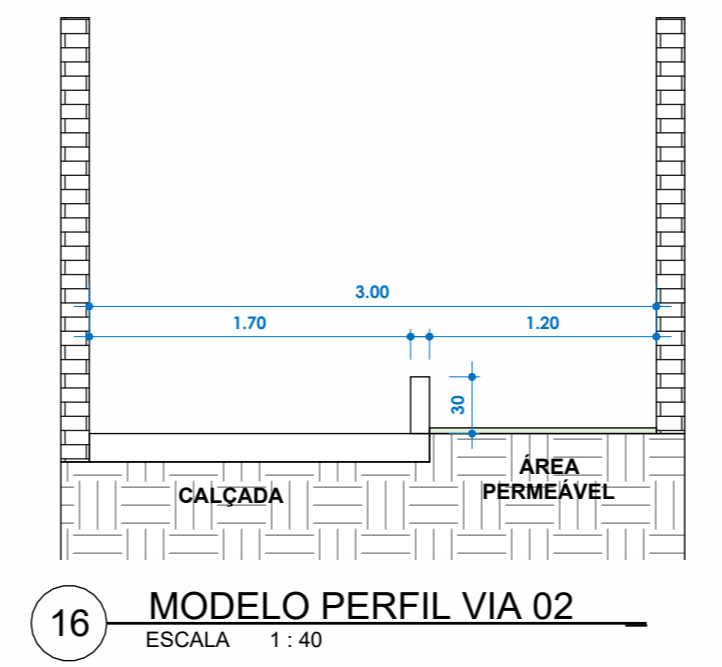 3.00
1.70
1.20
30
CALÇADA
ÁREA
PERMEÁVEL
16
MODELO PERFIL VIA 02
ESCALA 1 : 40